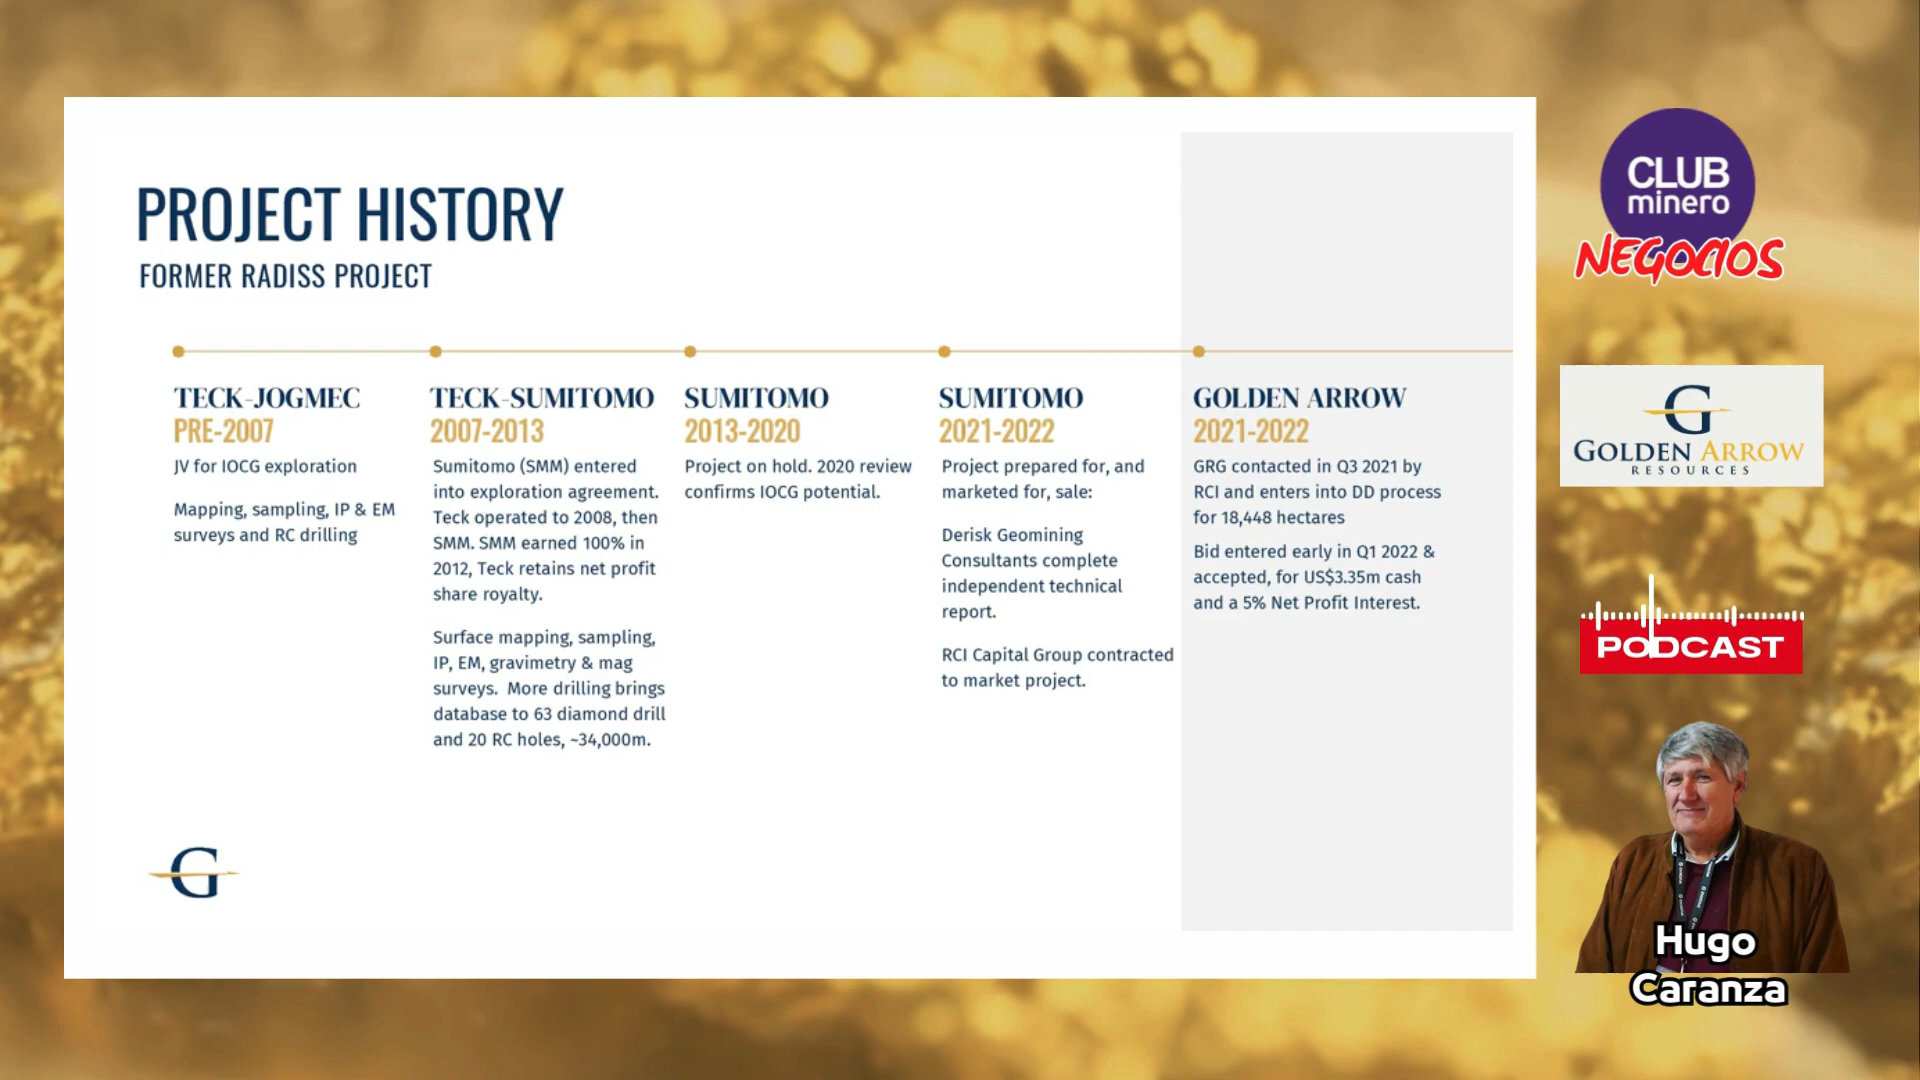 PROJECT HISTORY
FORMER RADISS PROJECT
TECK-JOGMEC
PRE-2007
JV for IOCG exploration
Mapping, sampling, IP & EM
surveys and RC drilling
TECK-SUMITOMO
2007-2013
Sumitomo (SMM) entered
into exploration agreement.
Teck operated to 2008, then
SMM. SMM earned 100% in
2012, Teck retains net profit
share royalty.
Surface mapping, sampling,
IP, EM, gravimetry & mag
surveys. More drilling brings
database to 63 diamond drill
and 20 RC holes, ~34,000m.
SUMITOMO
2013-2020
Project on hold. 2020 review
confirms IOCG potential.
SUMITOMO
2021-2022
Project prepared for, and
marketed for, sale:
Derisk Geomining
Consultants complete
independent technical
report.
RCI Capital Group contracted
to market project.
GOLDEN ARROW
2021-2022
GRG contacted in Q3 2021 by
RCI and enters into DD process
for 18,448 hectares
Bid entered early in Q1 2022 &
accepted, for US$3.35m cash
and a 5% Net Profit Interest.
G
CLUB
minero
NEGOCIOS
G
GOLDEN ARROW
RESOURCES
PODCAST
Hugo
Caranza